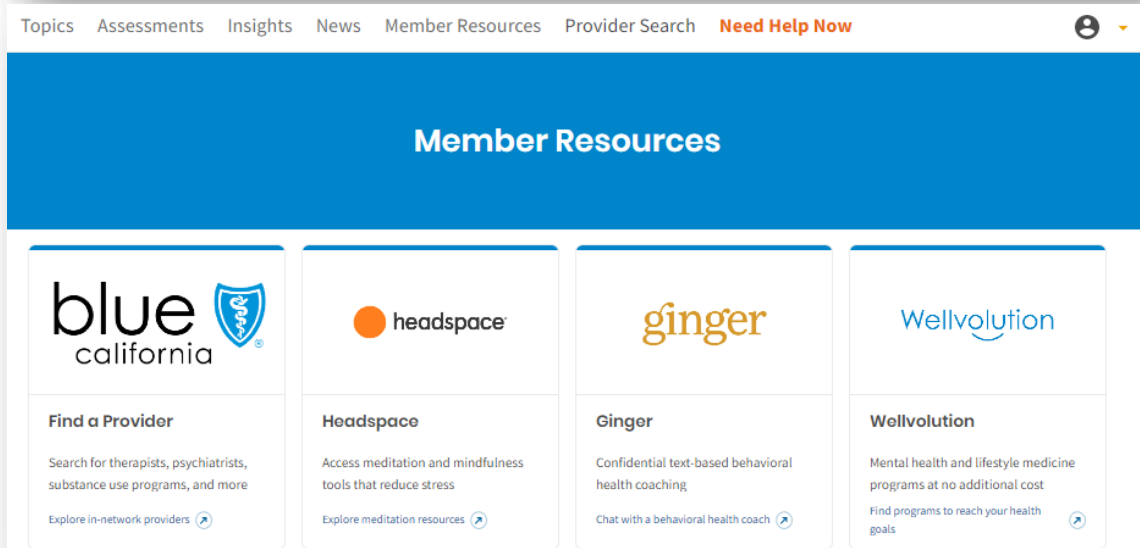 Topics Assessments Insights News Member Resources Provider Search Need Help Now
Member Resources
blue
california
headspace
ginger
Wellvolution
Find a Provider
Search for therapists, psychiatrists,
substance use programs, and more
Explore in-network providers
Headspace
Access meditation and mindfulness
tools that reduce stress
Explore meditation resources
Ginger
Confidential text-based behavioral
health coaching
Chat with a behavioral health coach
Wellvolution
Mental health and lifestyle medicine
programs at no additional cost
Find programs to reach your health
goals